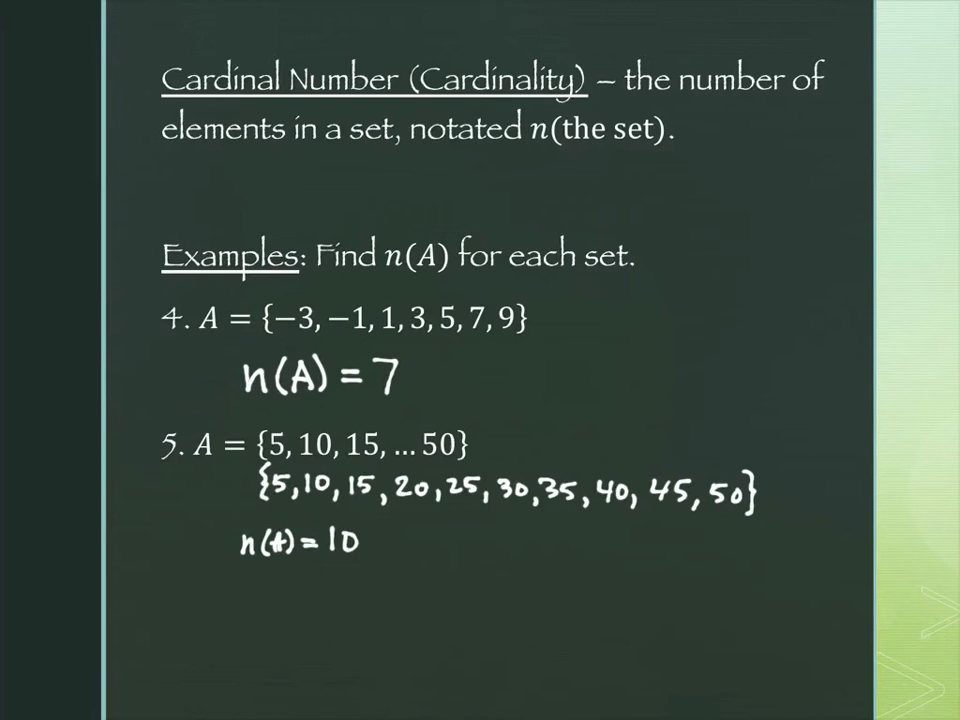 Cardinal Number (Cardinality) – the number of
elements in a set, notated n(the set).
Examples: Find n(A) for each set.
4. A = {−3, −1, 1, 3, 5, 7, 9}
n(A) = 7
5. A = {5, 10, 15, … 50}
{5, 10, 15, 20, 25, 30, 35, 40, 45, 50}
n(A) = 10